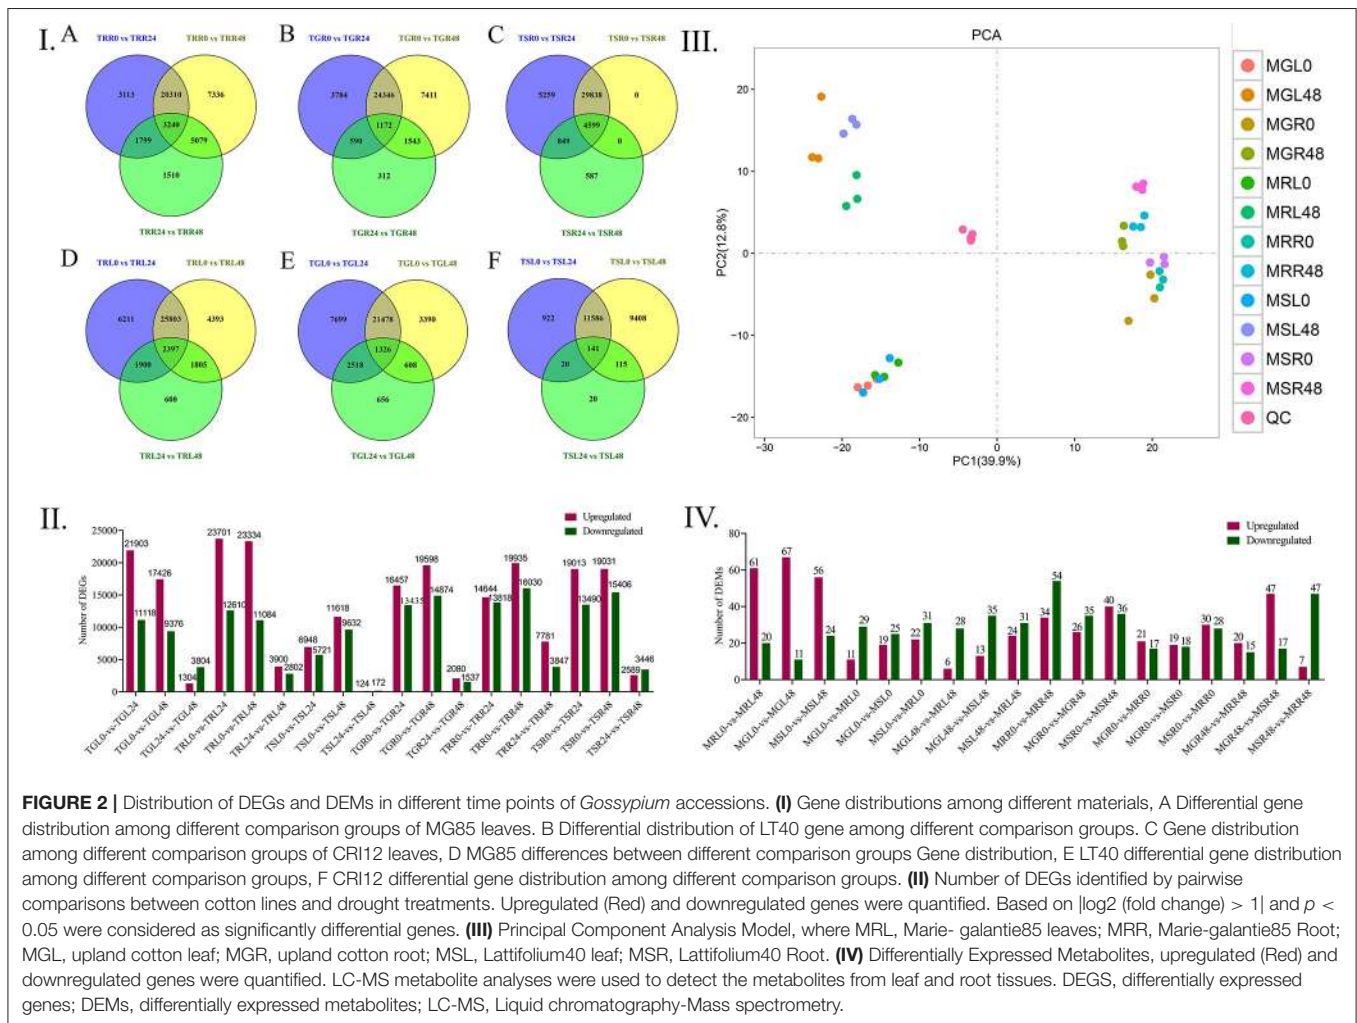 I. A
TRR0 vs TRR24
TRR0 vs TRR48
3113
20310
7336
3240
1799
5079
1510
TRR24 vs TRR48
B
TGR0 vs TGR24
TGR0 vs TGR48
3784
24346
7411
1172
590
1543
312
TGR24 vs TGR48
C
TSR0 vs TSR24
TSR0 vs TSR48
5259
29838
0
4599
849
0
587
TSR24 vs TSR48
D
TRL0 vs TRL24
TRL0 vs TRL48
6211
25803
4393
2397
1900
1805
600
TRL24 vs TRL48
E
TGL0 vs TGL24
TGL0 vs TGL48
7699
21478
3390
1326
2518
608
656
TGL24 vs TGL48
F
TSL0 vs TSL24
TSL0 vs TSL48
922
11586
9408
141
20
115
20
TSL24 vs TSL48
III.
PCA
20
10
0
−10
−20
PC2(12.8%)
−30
−20
−10
0
10
20
PC1(39.9%)
MGL0
MGL48
MGR0
MGR48
MRL0
MRL48
MRR0
MRR48
MSL0
MSL48
MSR0
MSR48
QC
II.
Upregulated
Downregulated
Number of DEGs
25000
20000
15000
10000
5000
0
21903
11118
17426
9376
1304
3804
23701
12610
23334
11084
3900
2802
6948
5721
11618
9632
124
172
16457
13435
19598
14874
2080
1537
14644
13818
19935
16030
7781
3847
19013
13490
19031
15406
2589
3446
TGL0-vs-TGL24
TGL0-vs-TGL48
TGL24-vs-TGL48
TRL0-vs-TRL24
TRL0-vs-TRL48
TRL24-vs-TRL48
TSL0-vs-TSL24
TSL0-vs-TSL48
TSL24-vs-TSL48
TGR0-vs-TGR24
TGR0-vs-TGR48
TGR24-vs-TGR48
TRR0-vs-TRR24
TRR0-vs-TRR48
TRR24-vs-TRR48
TSR0-vs-TSR24
TSR0-vs-TSR48
TSR24-vs-TSR48
IV.
Upregulated
Downregulated
Number of DEMs
80
60
40
20
0
61
20
67
11
56
24
11
29
19
25
22
31
6
28
13
35
24
31
34
54
26
35
40
36
21
17
19
18
30
28
20
15
47
17
7
47
MRL0-vs-MRL48
MGL0-vs-MGL48
MSL0-vs-MSL48
MGL0-vs-MRL0
MGL0-vs-MSL0
MSL0-vs-MRL0
MGL48-vs-MRL48
MGL48-vs-MSL48
MSL48-vs-MRL48
MRR0-vs-MRR48
MGR0-vs-MGR48
MSR0-vs-MSR48
MGR0-vs-MRR0
MGR0-vs-MSR0
MSR0-vs-MRR0
MGR48-vs-MRR48
MGR48-vs-MSR48
MSR48-vs-MRR48
FIGURE 2 | Distribution of DEGs and DEMs in different time points of Gossypium accessions. (I) Gene distributions among different materials, A Differential gene
distribution among different comparison groups of MG85 leaves. B Differential distribution of LT40 gene among different comparison groups. C Gene distribution
among different comparison groups of CRI12 leaves, D MG85 differences between different comparison groups Gene distribution, E LT40 differential gene distribution
among different comparison groups, F CRI12 differential gene distribution among different comparison groups. (II) Number of DEGs identified by pairwise
comparisons between cotton lines and drought treatments. Upregulated (Red) and downregulated genes were quantified. Based on |log2 (fold change) > 1| and p <
0.05 were considered as significantly differential genes. (III) Principal Component Analysis Model, where MRL, Marie- galantie85 leaves; MRR, Marie-galantie85 Root;
MGL, upland cotton leaf; MGR, upland cotton root; MSL, Lattifolium40 leaf; MSR, Lattifolium40 Root. (IV) Differentially Expressed Metabolites, upregulated (Red) and
downregulated genes were quantified. LC-MS metabolite analyses were used to detect the metabolites from leaf and root tissues. DEGS, differentially expressed
genes; DEMs, differentially expressed metabolites; LC-MS, Liquid chromatography-Mass spectrometry.